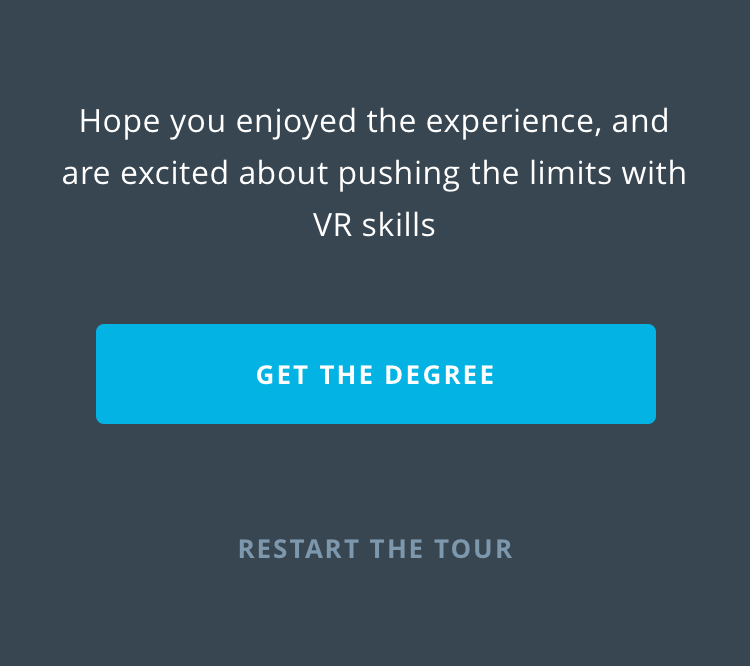 Hope you enjoyed the experience, and
are excited about pushing the limits with
VR skills
GET THE DEGREE
RESTART THE TOUR